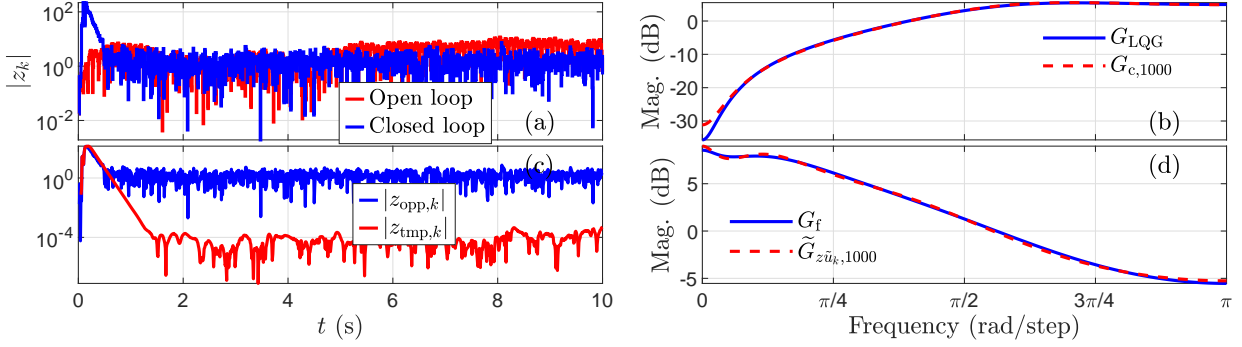 |z_k|
10^2
10^0
10^-2
Open loop
Closed loop
(a)
Mag. (dB)
0
-10
-20
-30
G_LQG
G_c,1000
(b)
10^0
10^-4
|z_opp,k|
|z_tmp,k|
(c)
0 2 4 6 8 10
t (s)
Mag. (dB)
5
0
-5
G_f
G̃_zũ_k,1000
(d)
0 π/4 π/2 3π/4 π
Frequency (rad/step)